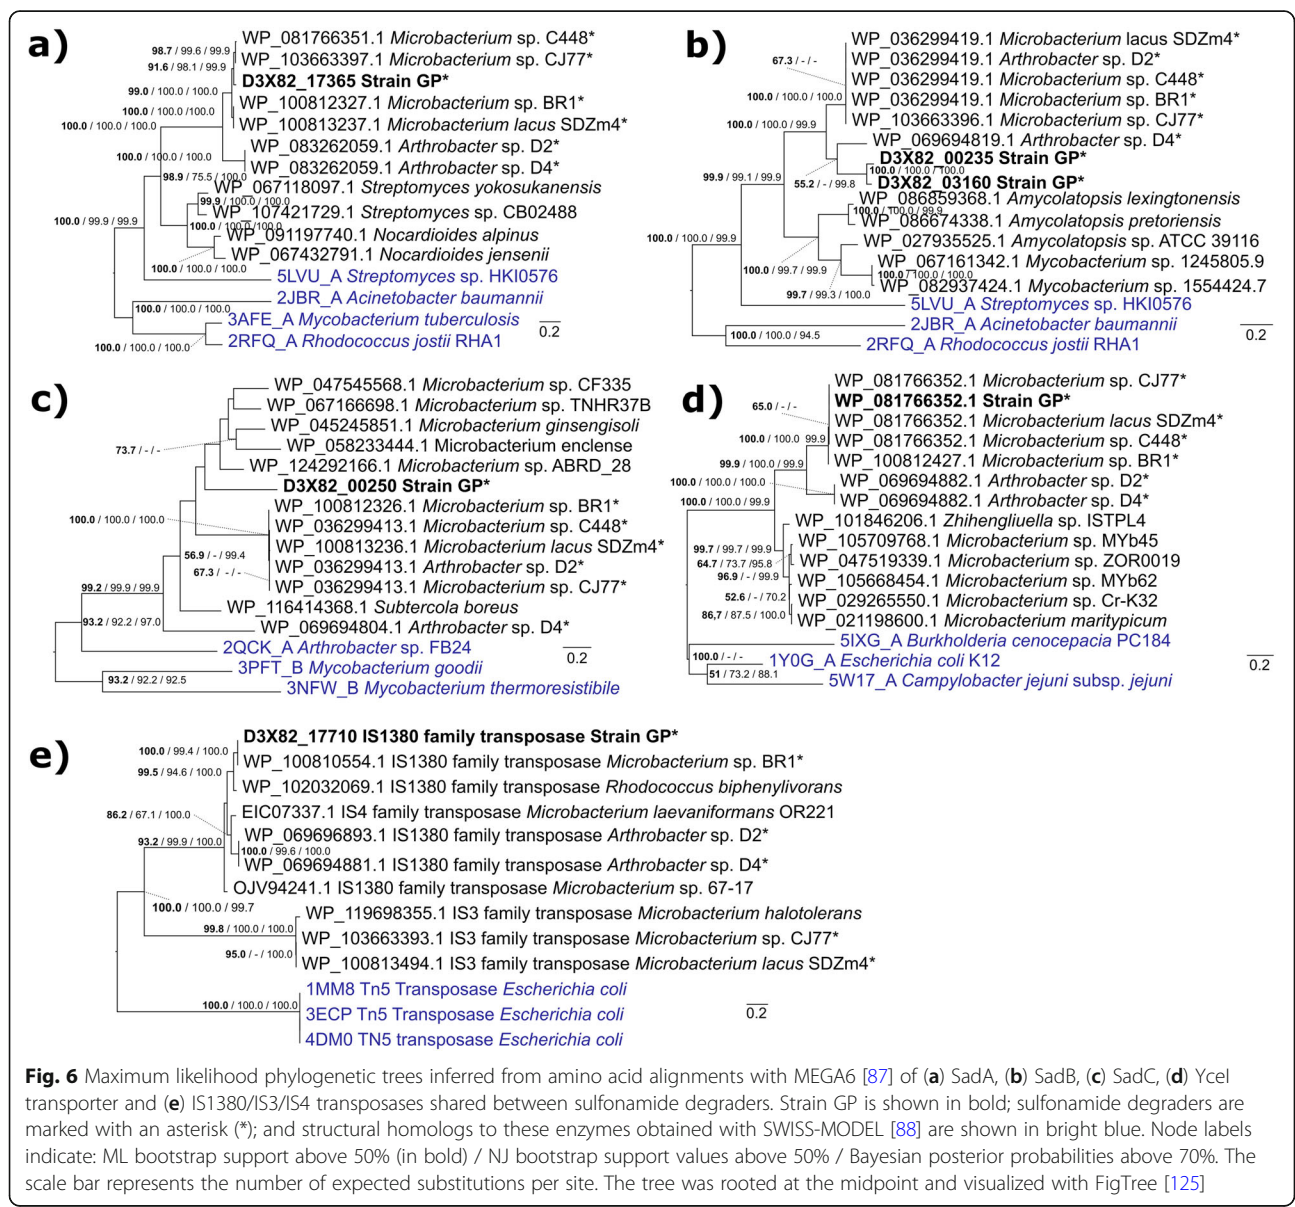 a)
WP_081766351.1 Microbacterium sp. C448*
98.7 / 99.6 / 99.9
WP_103663397.1 Microbacterium sp. CJ77*
91.6 / 98.1 / 99.9
D3X82_17365 Strain GP*
99.0 / 100.0 / 100.0
WP_100812327.1 Microbacterium sp. BR1*
100.0 / 100.0 /100.0
WP_100813237.1 Microbacterium lacus SDZm4*
100.0 / 100.0 / 100.0
WP_083262059.1 Arthrobacter sp. D2*
100.0 / 100.0 / 100.0
WP_083262059.1 Arthrobacter sp. D4*
98.9 / 75.5 / 100.0
WP_067118097.1 Streptomyces yokosukanensis
99.9 / 100.0 / 100.0
WP_107421729.1 Streptomyces sp. CB02488
100.0 / 99.9 / 99.9
100.0 / 100.0 / 100.0
WP_091197740.1 Nocardioides alpinus
WP_067432791.1 Nocardioides jensenii
100.0 / 100.0 / 100.0
5LVU_A Streptomyces sp. HKI0576
2JBR_A Acinetobacter baumannii
100.0 / 100.0 / 100.0
3AFE_A Mycobacterium tuberculosis
0.2
2RFQ_A Rhodococcus jostii RHA1
100.0 / 100.0 / 100.0
b)
WP_036299419.1 Microbacterium lacus SDZm4*
67.3 / - / -
WP_036299419.1 Arthrobacter sp. D2*
WP_036299419.1 Microbacterium sp. C448*
WP_036299419.1 Microbacterium sp. BR1*
WP_103663396.1 Microbacterium sp. CJ77*
100.0 / 100.0 / 99.9
WP_069694819.1 Arthrobacter sp. D4*
D3X82_00235 Strain GP*
100.0 / 100.0 / 100.0
99.9 / 99.1 / 99.9
55.2 / - / 99.8
D3X82_03160 Strain GP*
WP_086859368.1 Amycolatopsis lexingtonensis
100.0 / 100.0 / 99.9
WP_086674338.1 Amycolatopsis pretoriensis
100.0 / 100.0 / 99.9
WP_027935525.1 Amycolatopsis sp. ATCC 39116
WP_067161342.1 Mycobacterium sp. 1245805.9
100.0 / 99.7 / 99.9
100.0 / 100.0 / 100.0
WP_082937424.1 Mycobacterium sp. 1554424.7
99.7 / 99.3 / 100.0
5LVU_A Streptomyces sp. HKI0576
2JBR_A Acinetobacter baumannii
100.0 / 100.0 / 94.5
0.2
2RFQ_A Rhodococcus jostii RHA1
c)
WP_047545568.1 Microbacterium sp. CF335
WP_067166698.1 Microbacterium sp. TNHR37B
WP_045245851.1 Microbacterium ginsengisoli
73.7 / - / -
WP_058233444.1 Microbacterium enclense
WP_124292166.1 Microbacterium sp. ABRD_28
D3X82_00250 Strain GP*
WP_100812326.1 Microbacterium sp. BR1*
100.0 / 100.0 / 100.0
WP_036299413.1 Microbacterium sp. C448*
WP_100813236.1 Microbacterium lacus SDZm4*
56.9 / - / 99.4
WP_036299413.1 Arthrobacter sp. D2*
67.3 / - / -
WP_036299413.1 Microbacterium sp. CJ77*
99.2 / 99.9 / 99.9
WP_116414368.1 Subtercola boreus
93.2 / 92.2 / 97.0
WP_069694804.1 Arthrobacter sp. D4*
2QCK_A Arthrobacter sp. FB24
0.2
3PFT_B Mycobacterium goodii
93.2 / 92.2 / 92.5
3NFW_B Mycobacterium thermoresistibile
d)
WP_081766352.1 Microbacterium sp. CJ77*
WP_081766352.1 Strain GP*
65.0 / - / -
WP_081766352.1 Microbacterium lacus SDZm4*
100.0 / 100.0 99.9
WP_081766352.1 Microbacterium sp. C448*
WP_100812427.1 Microbacterium sp. BR1*
99.9 / 100.0 / 99.9
WP_069694882.1 Arthrobacter sp. D2*
100.0 / 100.0 / 100.0
WP_069694882.1 Arthrobacter sp. D4*
100.0 / 100.0 / 99.9
WP_101846206.1 Zhihengliuella sp. ISTPL4
WP_105709768.1 Microbacterium sp. MYb45
99.7 / 99.7 / 99.9
WP_047519339.1 Microbacterium sp. ZOR0019
64.7 / 73.7 /95.8
WP_105668454.1 Microbacterium sp. MYb62
96.9 / - / 99.9
WP_029265550.1 Microbacterium sp. Cr-K32
52.6 / - / 70.2
WP_021198600.1 Microbacterium maritypicum
86,7 / 87.5 / 100.0
5IXG_A Burkholderia cenocepacia PC184
100.0 / - / -
1Y0G_A Escherichia coli K12
0.2
51 / 73.2 / 88.1
5W17_A Campylobacter jejuni subsp. jejuni
e)
D3X82_17710 IS1380 family transposase Strain GP*
100.0 / 99.4 / 100.0
WP_100810554.1 IS1380 family transposase Microbacterium sp. BR1*
99.5 / 94.6 / 100.0
WP_102032069.1 IS1380 family transposase Rhodococcus biphenylivorans
86.2 / 67.1 / 100.0
EIC07337.1 IS4 family transposase Microbacterium laevaniformans OR221
WP_069696893.1 IS1380 family transposase Arthrobacter sp. D2*
93.2 / 99.9 / 100.0
100.0 / 99.6 / 100.0
WP_069694881.1 IS1380 family transposase Arthrobacter sp. D4*
OJV94241.1 IS1380 family transposase Microbacterium sp. 67-17
100.0 / 100.0 / 99.7
WP_119698355.1 IS3 family transposase Microbacterium halotolerans
99.8 / 100.0 / 100.0
WP_103663393.1 IS3 family transposase Microbacterium sp. CJ77*
95.0 / - / 100.0
WP_100813494.1 IS3 family transposase Microbacterium lacus SDZm4*
1MM8 Tn5 Transposase Escherichia coli
100.0 / 100.0 / 100.0
3ECP Tn5 Transposase Escherichia coli
0.2
4DM0 TN5 transposase Escherichia coli
Fig. 6 Maximum likelihood phylogenetic trees inferred from amino acid alignments with MEGA6 [87] of (a) SadA, (b) SadB, (c) SadC, (d) YceI
transporter and (e) IS1380/IS3/IS4 transposases shared between sulfonamide degraders. Strain GP is shown in bold; sulfonamide degraders are
marked with an asterisk (*); and structural homologs to these enzymes obtained with SWISS-MODEL [88] are shown in bright blue. Node labels
indicate: ML bootstrap support above 50% (in bold) / NJ bootstrap support values above 50% / Bayesian posterior probabilities above 70%. The
scale bar represents the number of expected substitutions per site. The tree was rooted at the midpoint and visualized with FigTree [125]